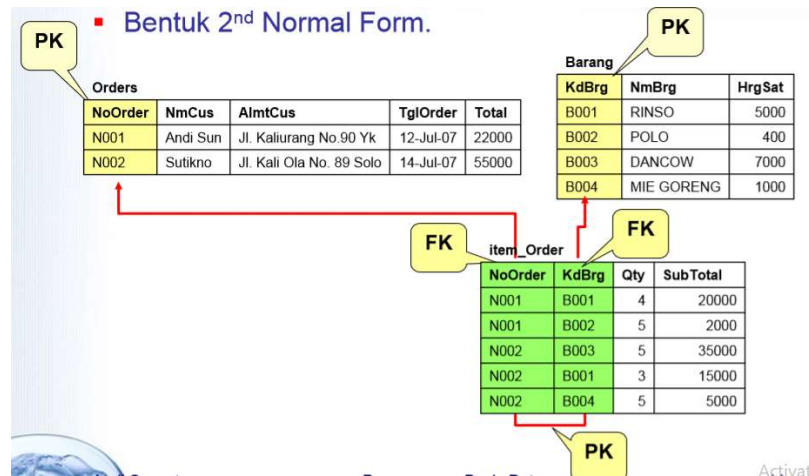 Bentuk 2nd Normal Form.
PK
PK
Orders
NoOrder NmCus AlmtCus TglOrder Total
N001 Andi Sun Jl. Kaliurang No.90 Yk 12-Jul-07 22000
N002 Sutikno Jl. Kali Ola No. 89 Solo 14-Jul-07 55000
Barang
KdBrg NmBrg HrgSat
B001 RINSO 5000
B002 POLO 400
B003 DANCOW 7000
B004 MIE GORENG 1000
FK
FK
item_Order
NoOrder KdBrg Qty SubTotal
N001 B001 4 20000
N001 B002 5 2000
N002 B003 5 35000
N002 B001 3 15000
N002 B004 5 5000
PK